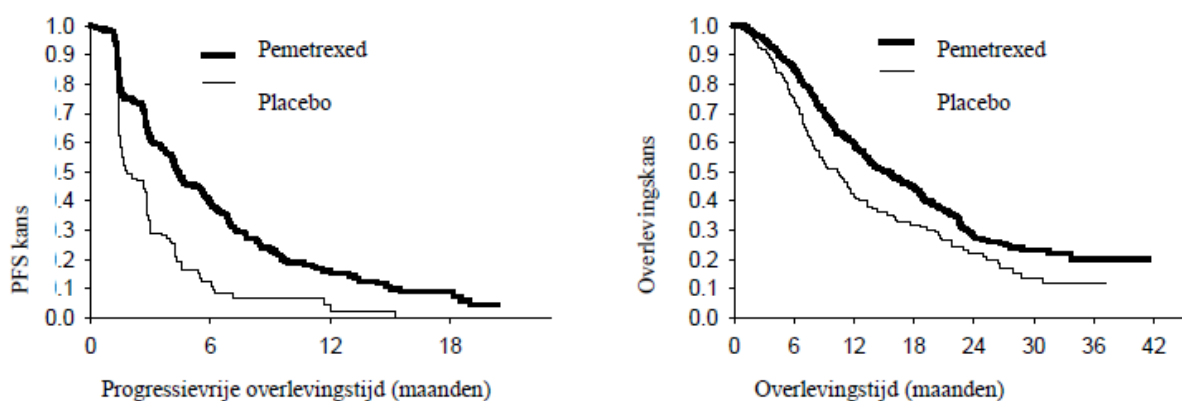 1.0
0.9
0.8
0.7
0.6
0.5
0.4
0.3
0.2
0.1
0.0
PFS kans
Pemetrexed
Placebo
0 6 12 18
Progressievrije overlevingstijd (maanden)
1.0
0.9
0.8
0.7
0.6
0.5
0.4
0.3
0.2
0.1
0.0
Overlevingskans
Pemetrexed
Placebo
0 6 12 18 24 30 36 42
Overlevingstijd (maanden)